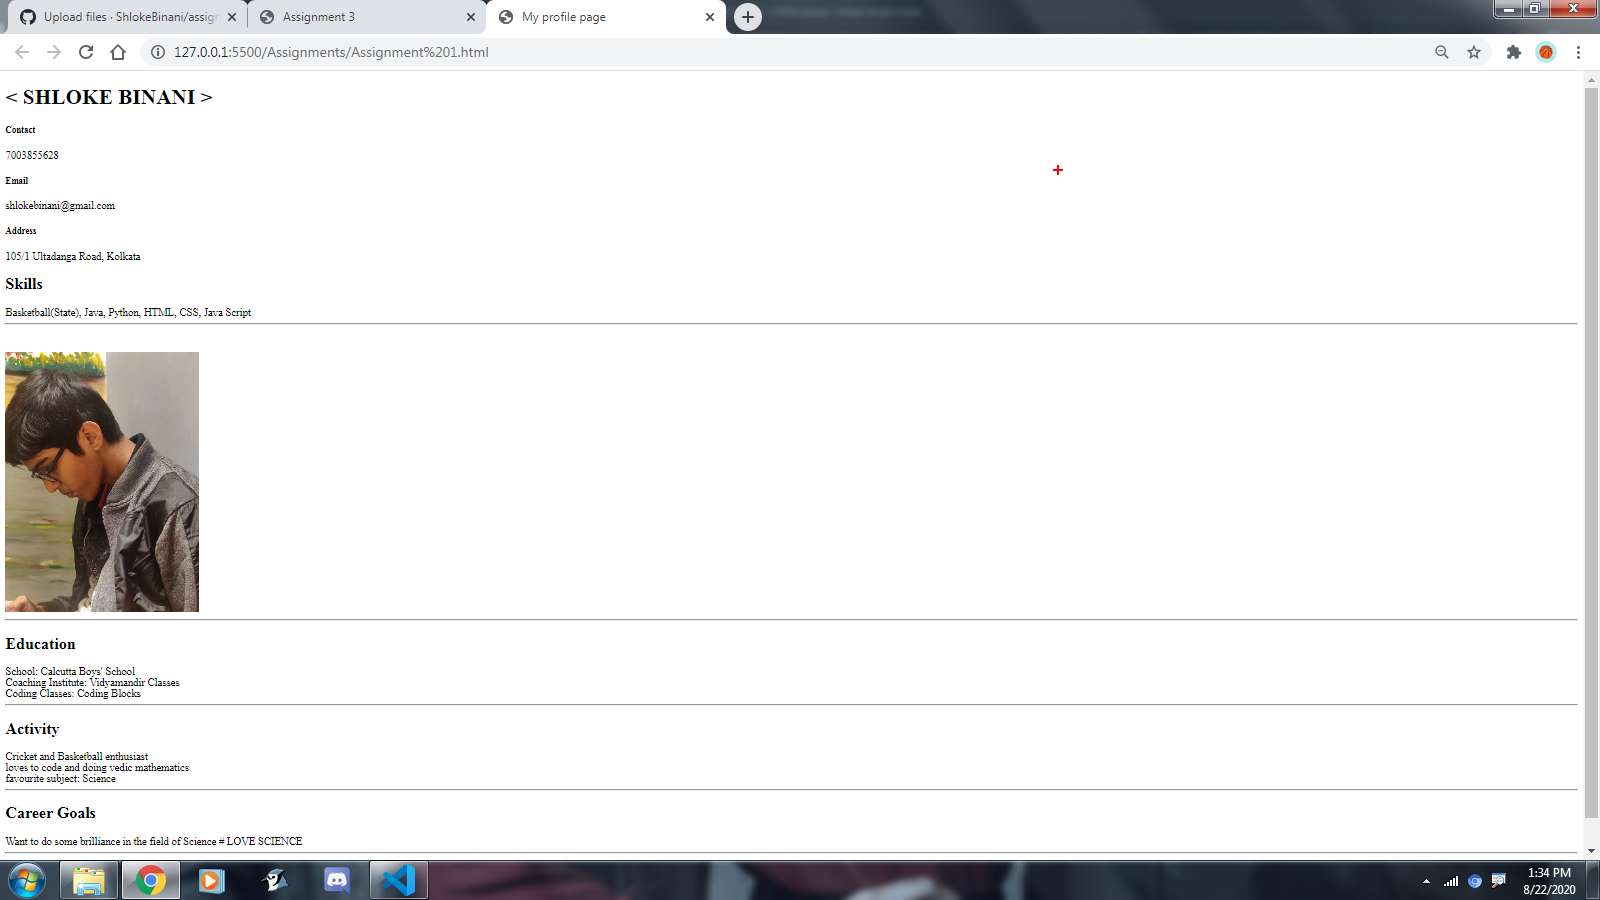 Upload files · ShlokeBinani/assig
Assignment 3
My profile page
127.0.0.1:5500/Assignments/Assignment%201.html
< SHLOKE BINANI >
Contact
7003855628
Email
shlokebinani@gmail.com
Address
105/1 Ultadanga Road, Kolkata
Skills
Basketball(State), Java, Python, HTML, CSS, Java Script
Education
School: Calcutta Boys' School
Coaching Institute: Vidyamandir Classes
Coding Classes: Coding Blocks
Activity
Cricket and Basketball enthusiast
loves to code and doing vedic mathematics
favourite subject: Science
Career Goals
Want to do some brilliance in the field of Science # LOVE SCIENCE
1:34 PM
8/22/2020